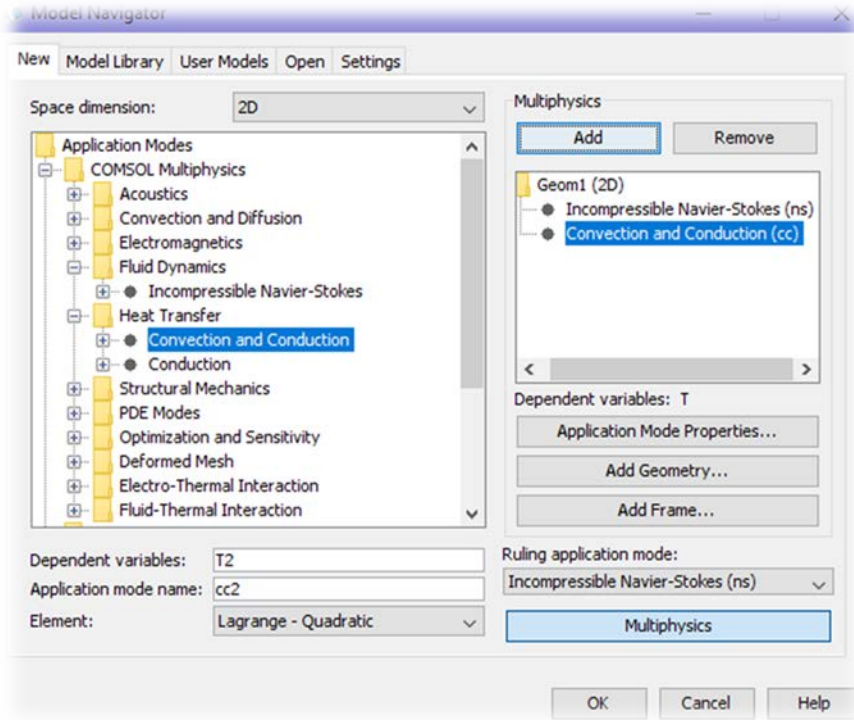 Model Navigator
New Model Library User Models Open Settings
Space dimension: 2D
Application Modes
COMSOL Multiphysics
Acoustics
Convection and Diffusion
Electromagnetics
Fluid Dynamics
Incompressible Navier-Stokes
Heat Transfer
Convection and Conduction
Conduction
Structural Mechanics
PDE Modes
Optimization and Sensitivity
Deformed Mesh
Electro-Thermal Interaction
Fluid-Thermal Interaction
Dependent variables: T2
Application mode name: cc2
Element: Lagrange - Quadratic
Multiphysics
Add Remove
Geom1 (2D)
Incompressible Navier-Stokes (ns)
Convection and Conduction (cc)
Dependent variables: T
Application Mode Properties...
Add Geometry...
Add Frame...
Ruling application mode:
Incompressible Navier-Stokes (ns)
Multiphysics
OK Cancel Help